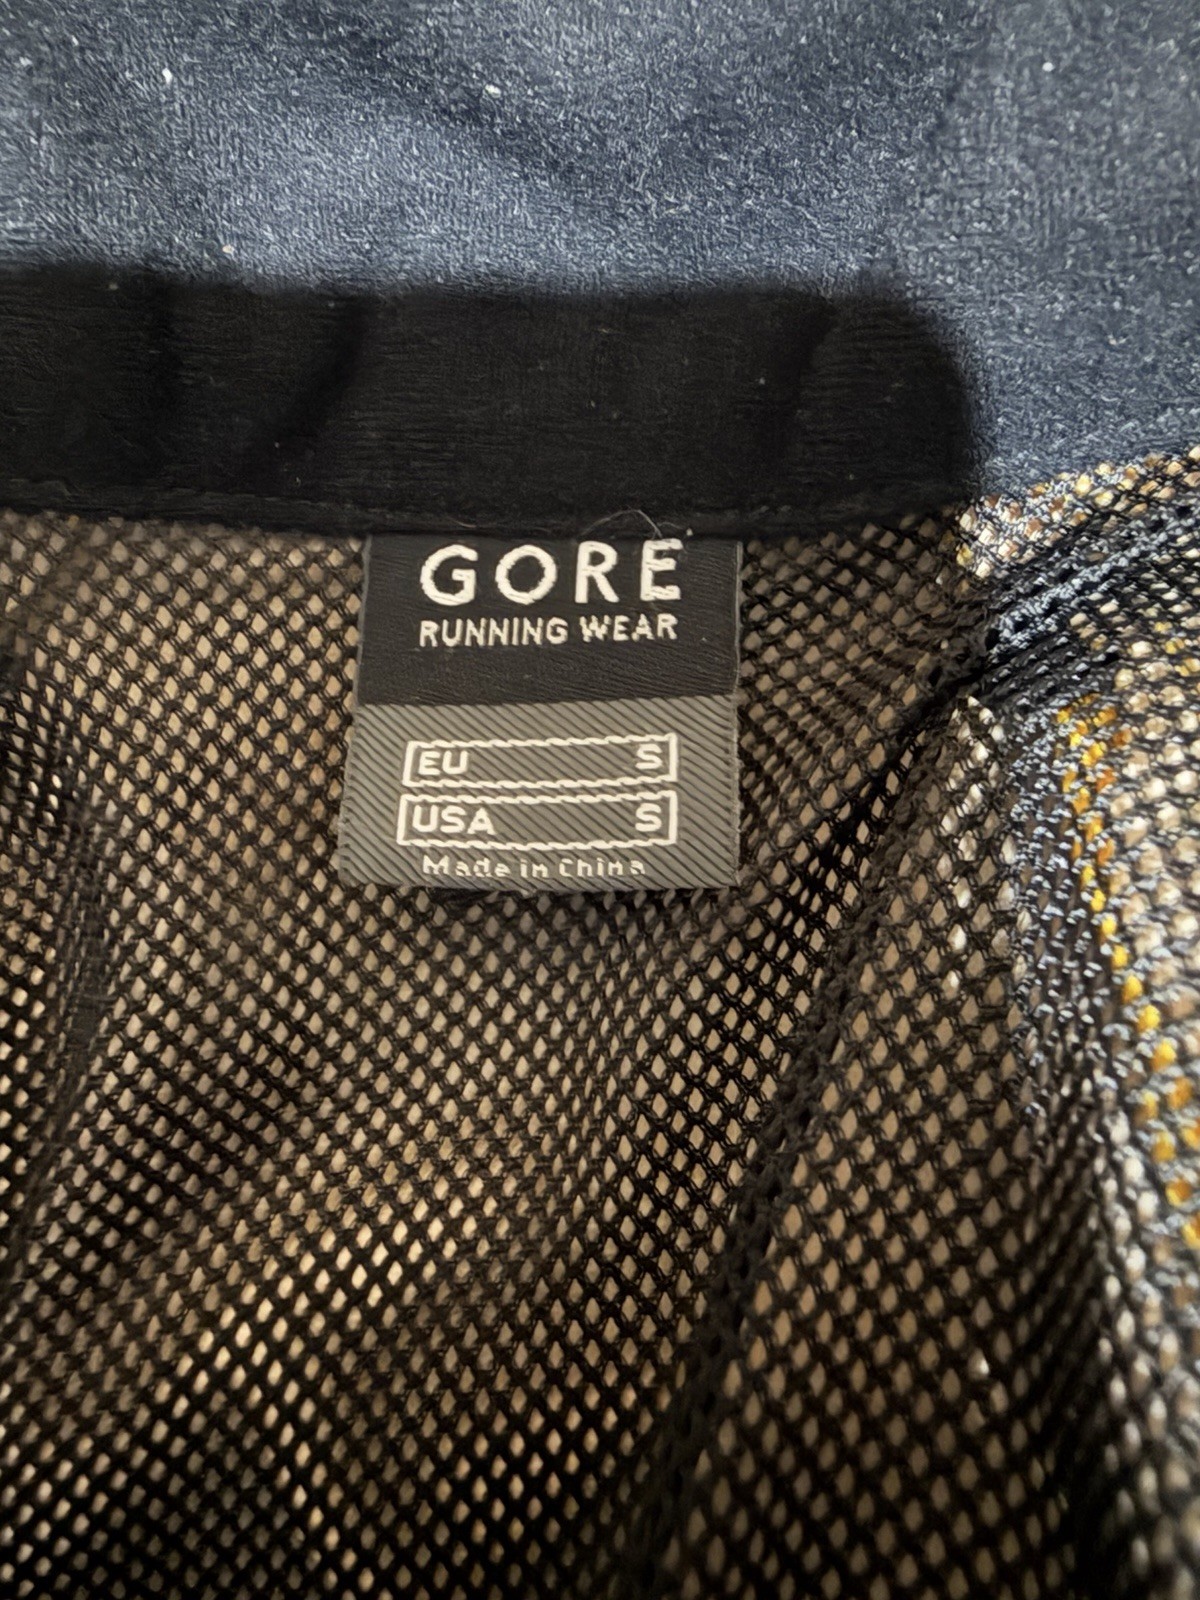 GORE
RUNNING WEAR
EU S
USA S
Made in China